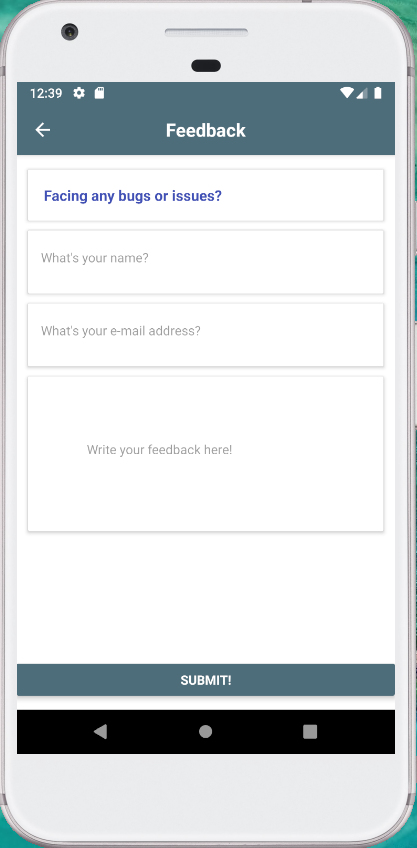 12:39
Feedback
Facing any bugs or issues?
What's your name?
What's your e-mail address?
Write your feedback here!
SUBMIT!